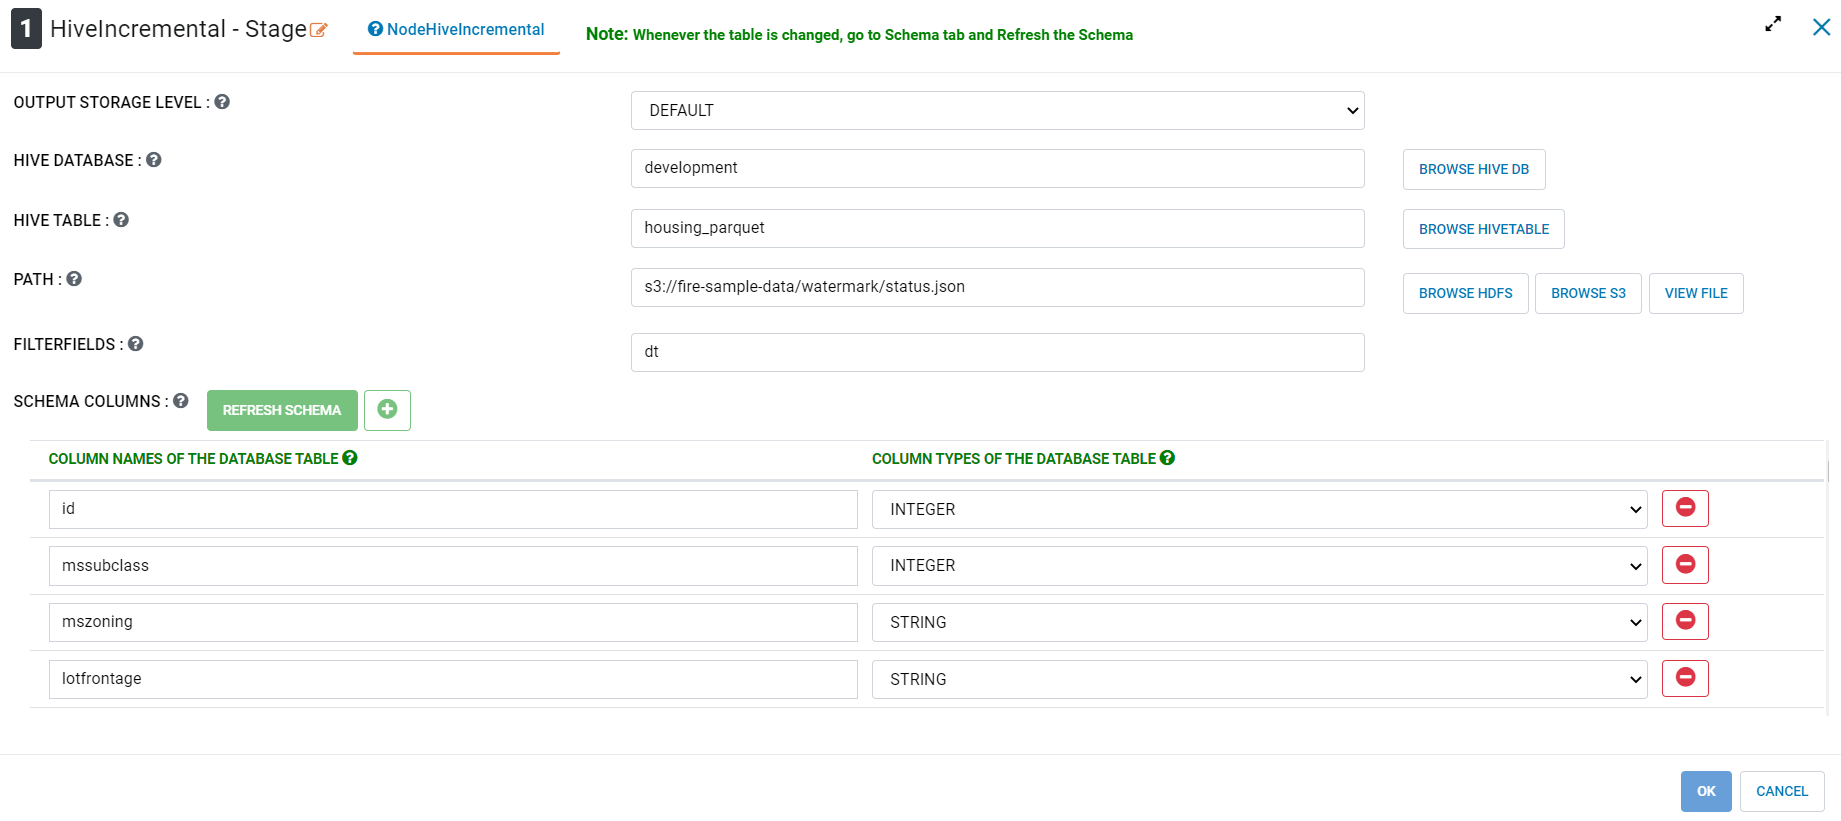 1 HiveIncremental - Stage NodeHiveIncremental Note: Whenever the table is changed, go to Schema tab and Refresh the Schema
OUTPUT STORAGE LEVEL : DEFAULT
HIVE DATABASE : development BROWSE HIVE DB
HIVE TABLE : housing_parquet BROWSE HIVETABLE
PATH : s3://fire-sample-data/watermark/status.json BROWSE HDFS BROWSE S3 VIEW FILE
FILTERFIELDS : dt
SCHEMA COLUMNS : REFRESH SCHEMA
COLUMN NAMES OF THE DATABASE TABLE COLUMN TYPES OF THE DATABASE TABLE
id INTEGER
mssubclass INTEGER
mszoning STRING
lotfrontage STRING
OK CANCEL